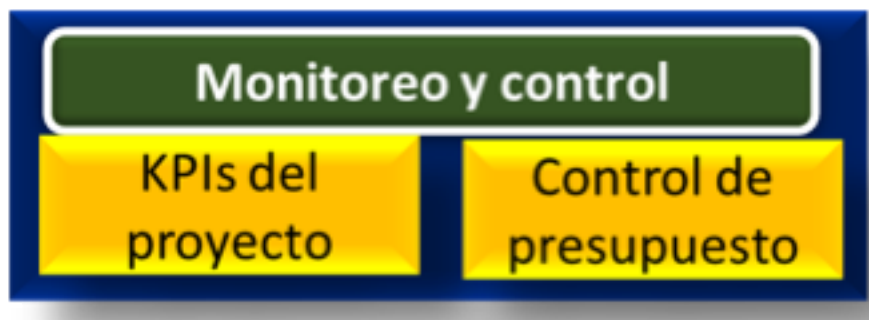 Monitoreo y control
KPIs del
proyecto
Control de
presupuesto